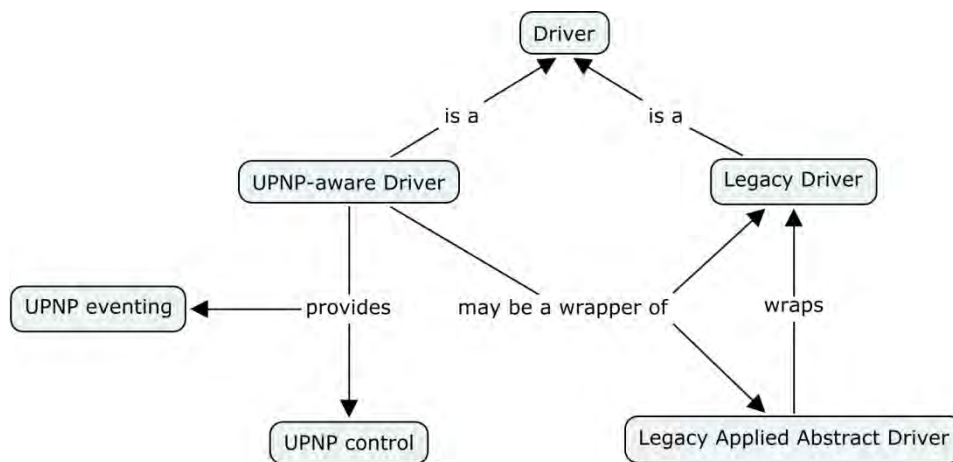 Driver
is a
is a
UPNP-aware Driver
Legacy Driver
UPNP eventing
provides
may be a wrapper of
wraps
UPNP control
Legacy Applied Abstract Driver